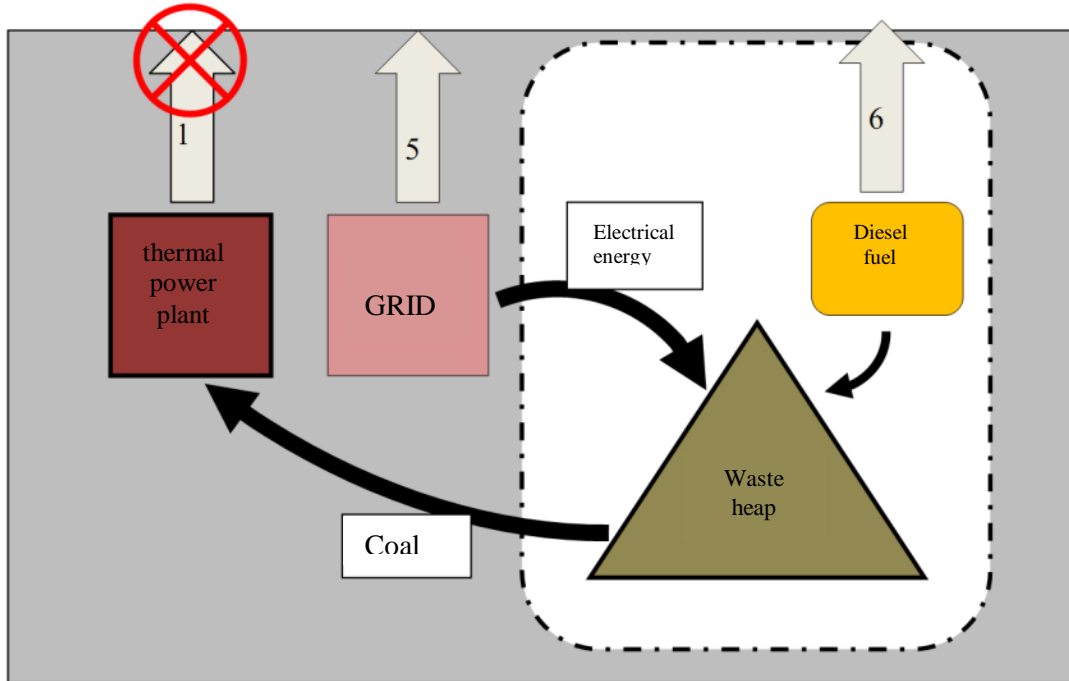 1
5
6
thermal
power
plant
GRID
Electrical
energy
Diesel
fuel
Waste
heap
Coal